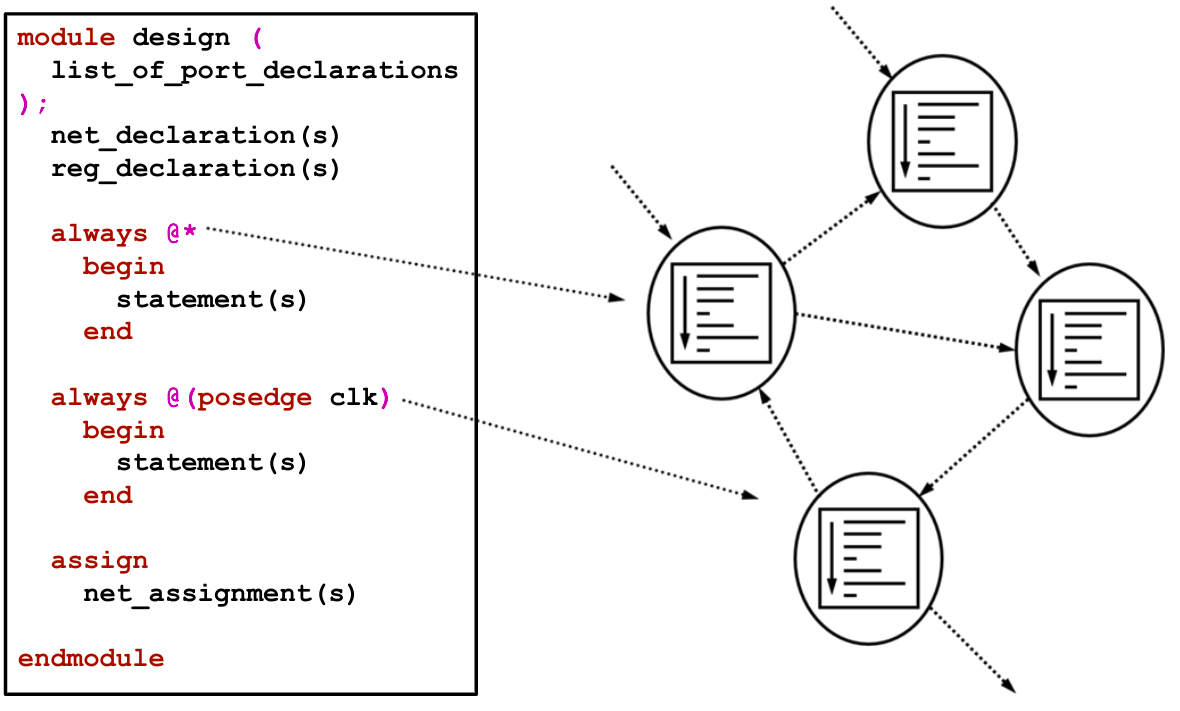 module design (
list_of_port_declarations
);
net_declaration(s)
reg_declaration(s)
always @*
begin
statement(s)
end
always @(posedge clk)
begin
statement(s)
end
assign
net_assignment(s)
endmodule